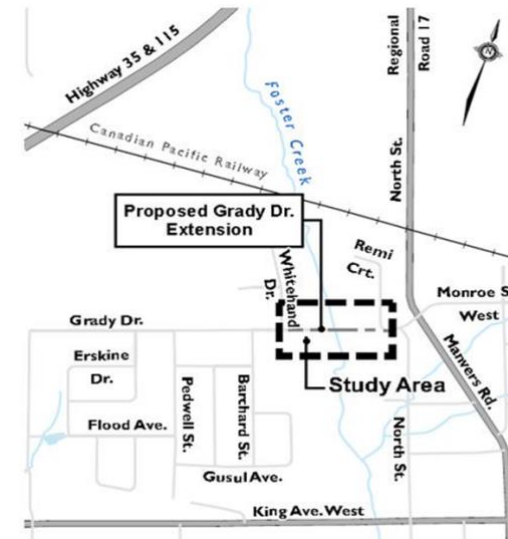 Highway 35 & 115
Regional
Road 17
N
Foster Creek
Canadian Pacific Railway
North St.
Proposed Grady Dr.
Extension
Remi
Crt.
Whitehand
Dr.
Monroe S
West
Grady Dr.
Manvers Rd.
Erskine
Dr.
Study Area
Pedwell St.
Barchard St.
Flood Ave.
North St.
Gusul Ave.
King Ave. West